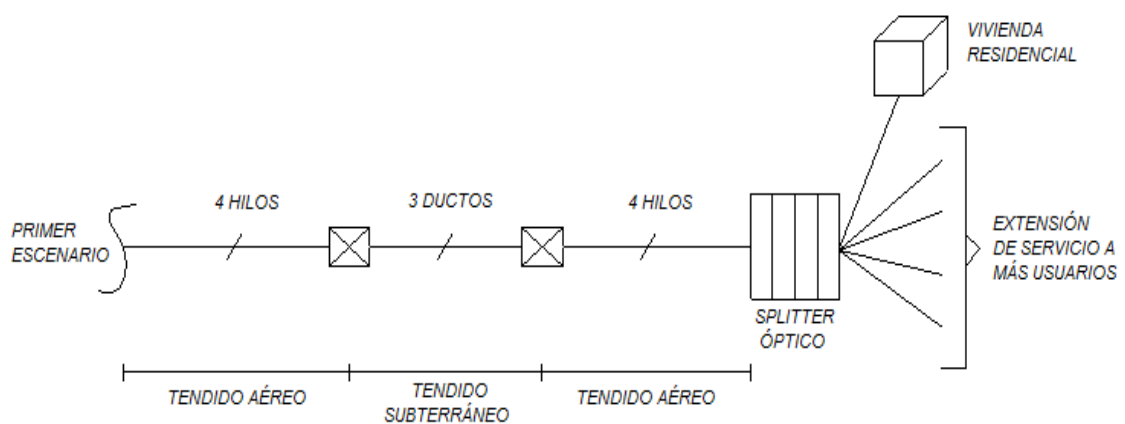 VIVIENDA
RESIDENCIAL
4 HILOS
3 DUCTOS
4 HILOS
PRIMER
ESCENARIO
EXTENSIÓN
DE SERVICIO A
MÁS USUARIOS
SPLITTER
ÓPTICO
TENDIDO AÉREO
TENDIDO
SUBTERRÁNEO
TENDIDO AÉREO